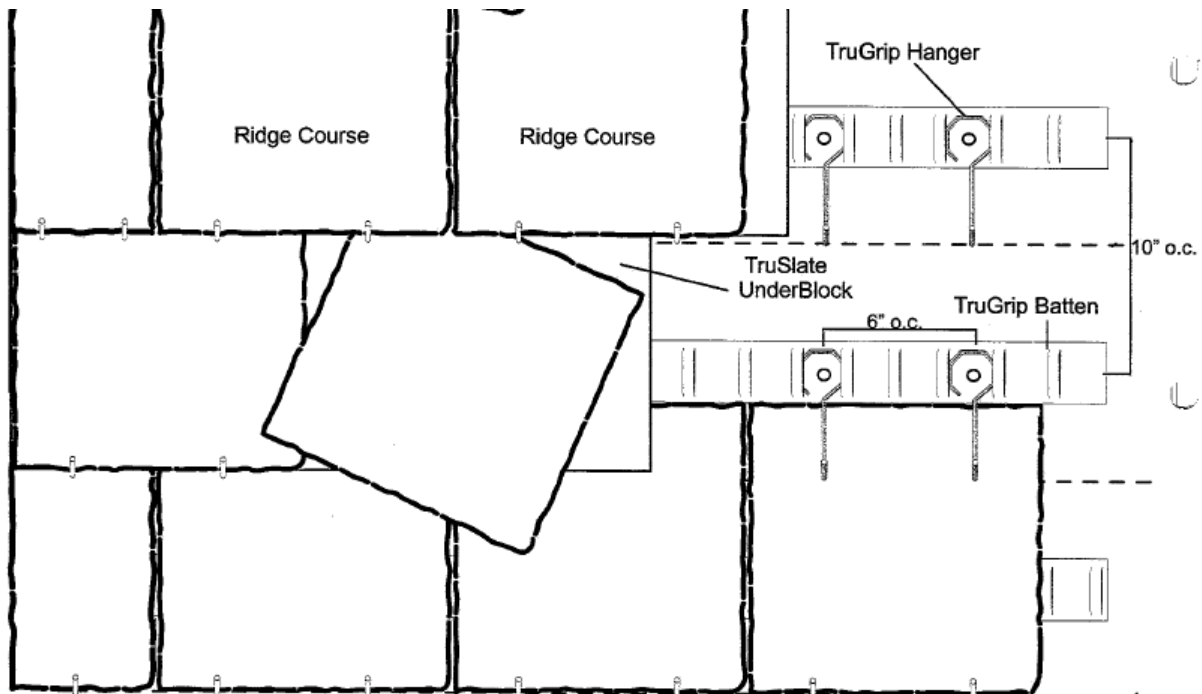 TruGrip Hanger
Ridge Course
Ridge Course
10" o.c.
TruSlate
UnderBlock
TruGrip Batten
6" o.c.